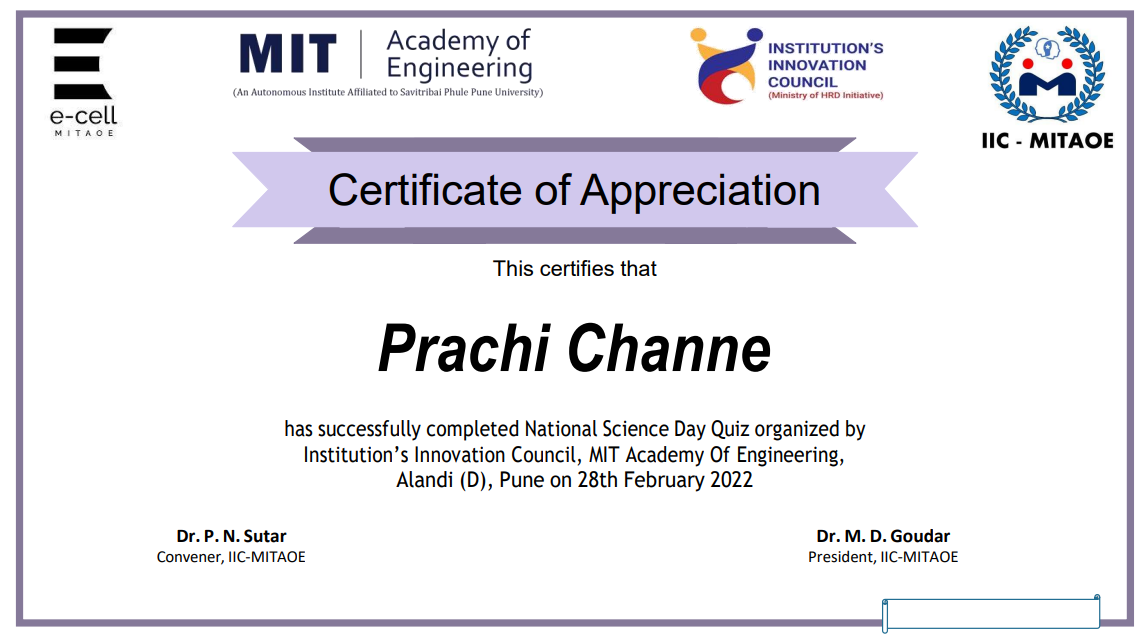 e-cell
MITAOE
MIT
Academy of
Engineering
(An Autonomous Institute Affiliated to Savitribai Phule Pune University)
INSTITUTION'S
INNOVATION
COUNCIL
(Ministry of HRD Initiative)
IIC - MITAOE
Certificate of Appreciation
This certifies that
Prachi Channe
has successfully completed National Science Day Quiz organized by
Institution’s Innovation Council, MIT Academy Of Engineering,
Alandi (D), Pune on 28th February 2022
Dr. P. N. Sutar
Convener, IIC-MITAOE
Dr. M. D. Goudar
President, IIC-MITAOE